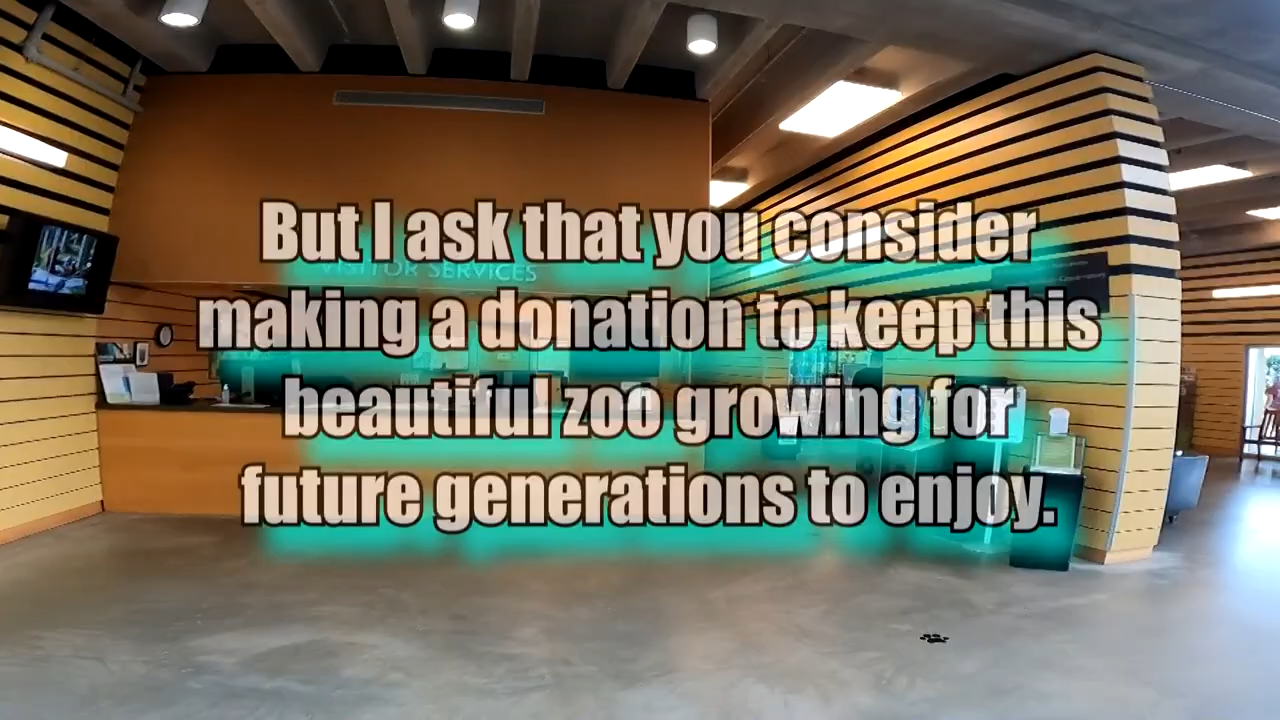 But I ask that you consider
VISITOR SERVICES
making a donation to keep this
beautiful zoo growing for
future generations to enjoy.